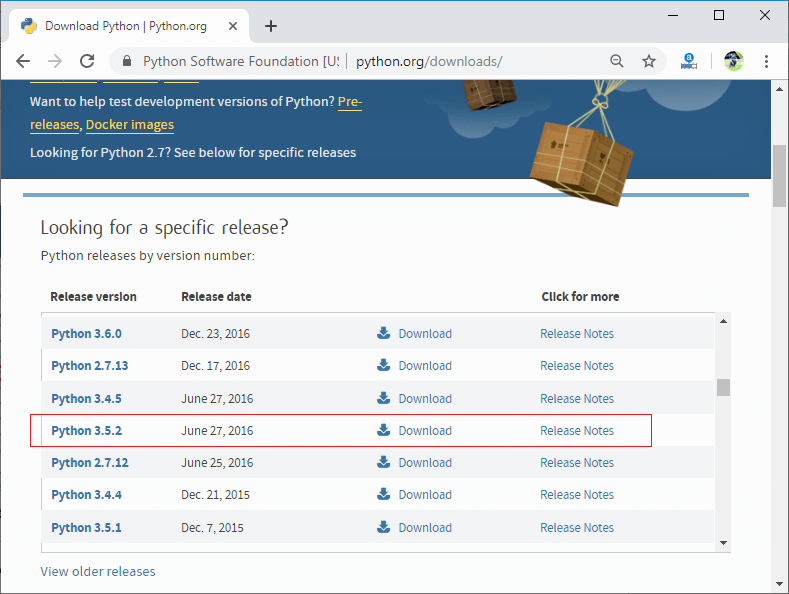 Download Python | Python.org
Python Software Foundation [US] | python.org/downloads/
Want to help test development versions of Python? Pre-
releases, Docker images
Looking for Python 2.7? See below for specific releases
Looking for a specific release?
Python releases by version number:
Release version Release date Click for more
Python 3.6.0 Dec. 23, 2016 Download Release Notes
Python 2.7.13 Dec. 17, 2016 Download Release Notes
Python 3.4.5 June 27, 2016 Download Release Notes
Python 3.5.2 June 27, 2016 Download Release Notes
Python 2.7.12 June 25, 2016 Download Release Notes
Python 3.4.4 Dec. 21, 2015 Download Release Notes
Python 3.5.1 Dec. 7, 2015 Download Release Notes
View older releases